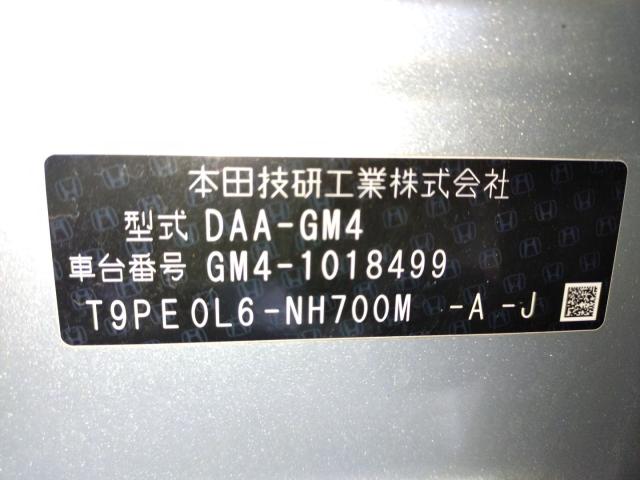 本田技研工業株式会社
型式 DAA-GM4
車台番号 GM4-1018499
T9PE0L6-NH700M -A -J